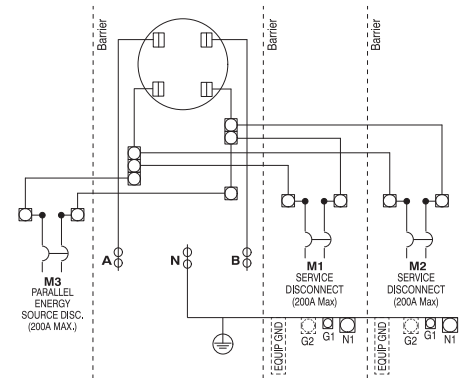 Barrier
Barrier
Barrier
A
N
B
M3
PARALLEL
ENERGY
SOURCE DISC.
(200A MAX.)
M1
SERVICE
DISCONNECT
(200A Max)
M2
SERVICE
DISCONNECT
(200A Max)
EQUIP GND
G2
G1
N1
EQUIP GND
G2
G1
N1